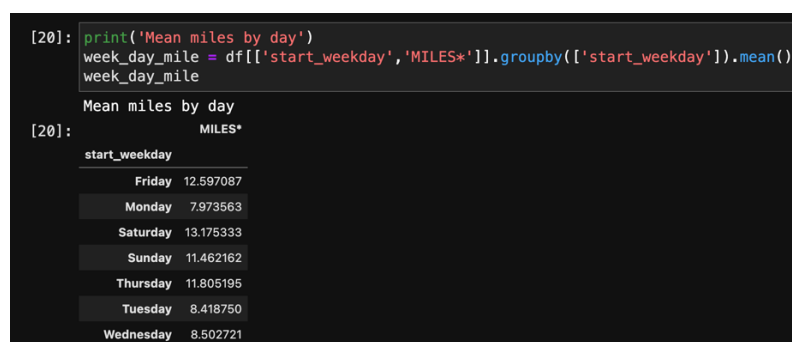 [20]: print('Mean miles by day')
week_day_mile = df[['start_weekday','MILES*']].groupby(['start_weekday']).mean()
week_day_mile
Mean miles by day
[20]: MILES*
start_weekday
Friday 12.597087
Monday 7.973563
Saturday 13.175333
Sunday 11.462162
Thursday 11.805195
Tuesday 8.418750
Wednesday 8.502721